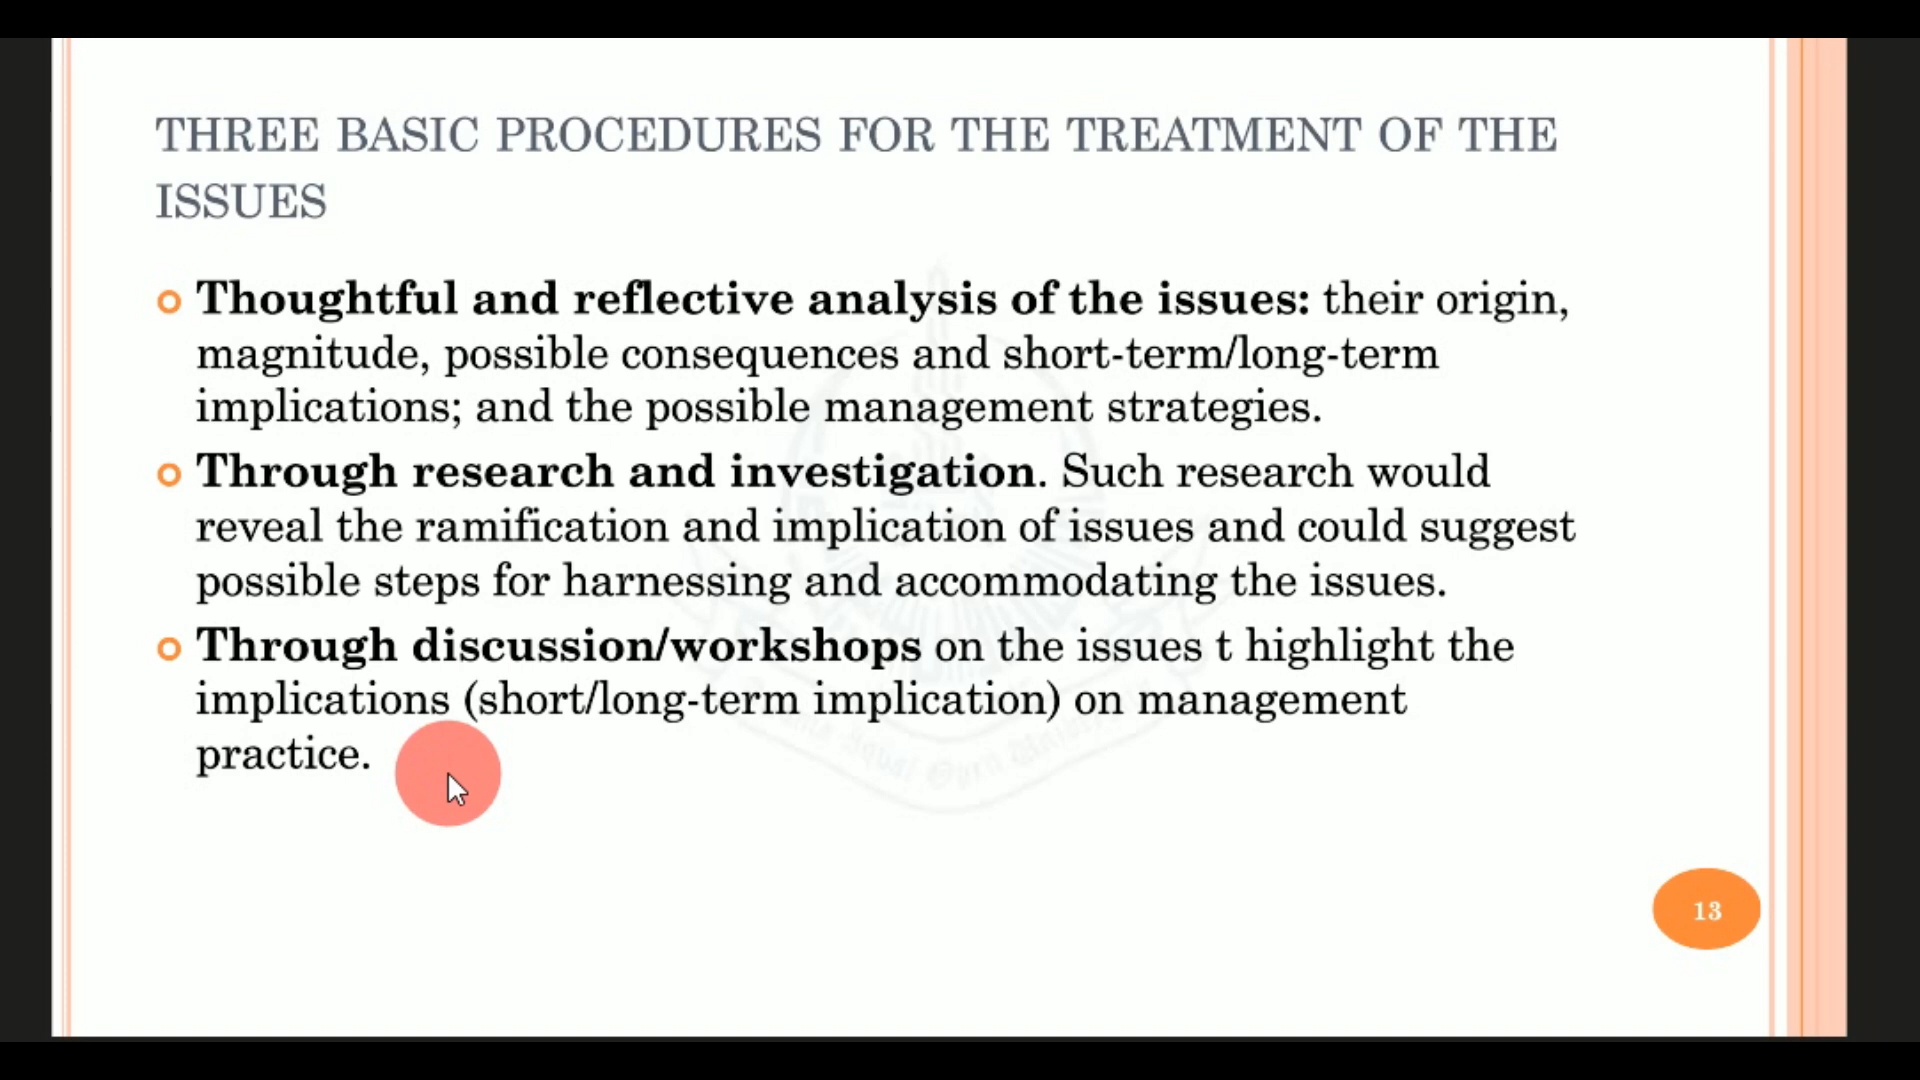 THREE BASIC PROCEDURES FOR THE TREATMENT OF THE
ISSUES
Thoughtful and reflective analysis of the issues: their origin,
magnitude, possible consequences and short-term/long-term
implications; and the possible management strategies.
Through research and investigation. Such research would
reveal the ramification and implication of issues and could suggest
possible steps for harnessing and accommodating the issues.
Through discussion/workshops on the issues t highlight the
implications (short/long-term implication) on management
practice.
13